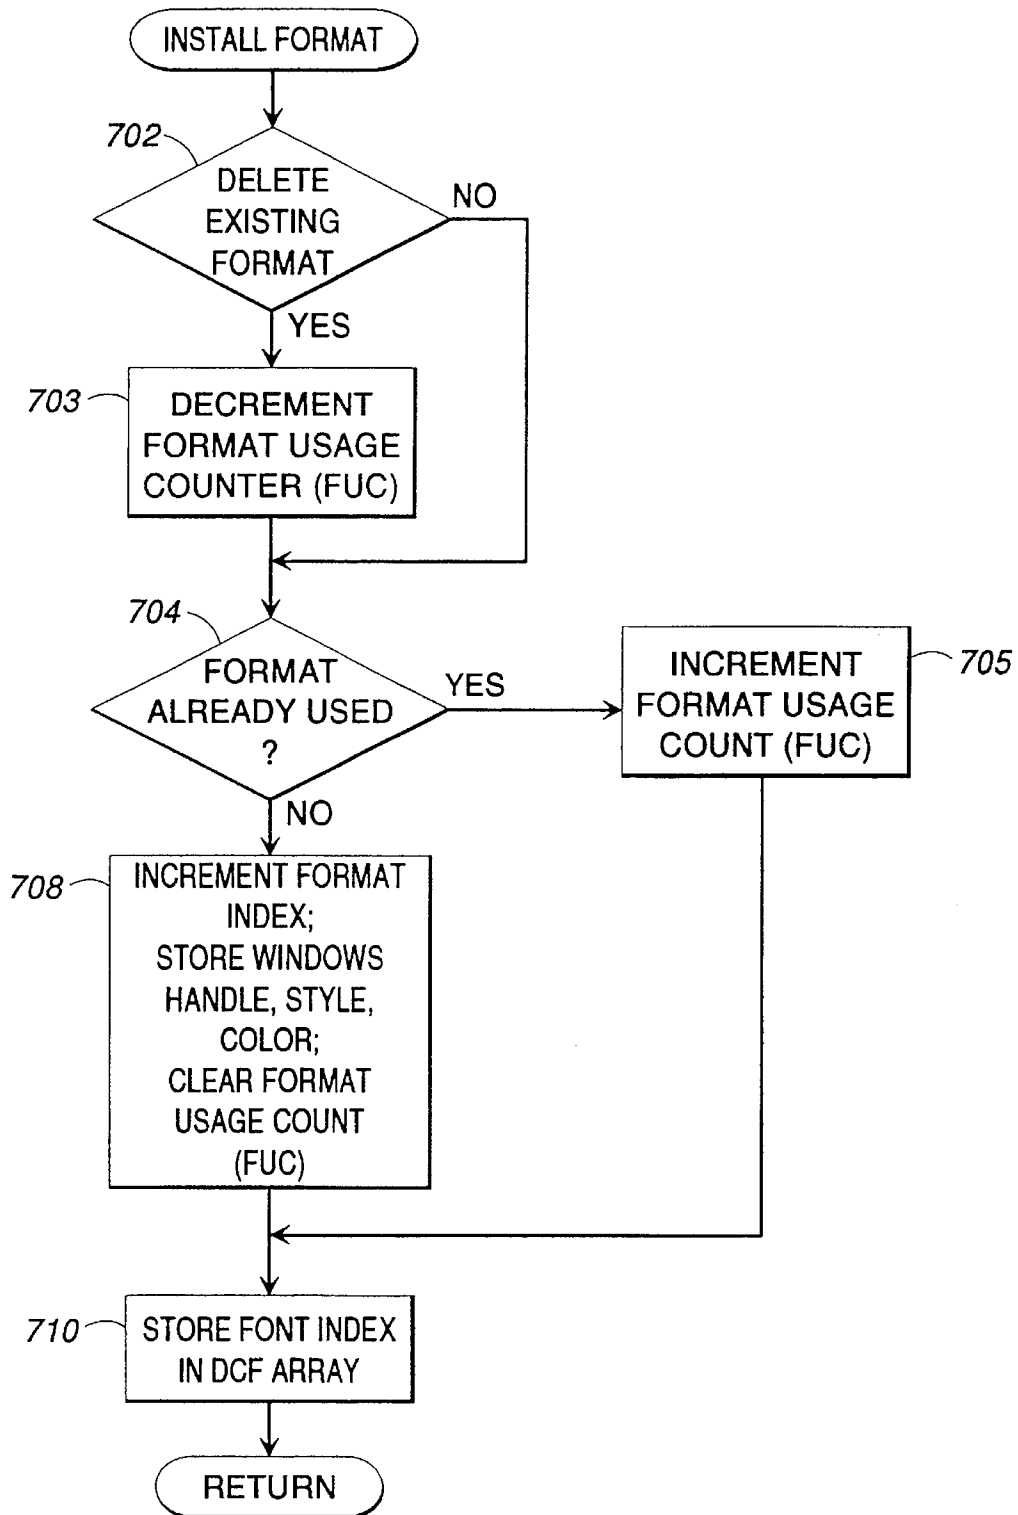 INSTALL FORMAT
702
DELETE
EXISTING
FORMAT
NO
YES
703
DECREMENT
FORMAT USAGE
COUNTER (FUC)
704
FORMAT
ALREADY USED
?
YES
INCREMENT
FORMAT USAGE
COUNT (FUC)
705
NO
708
INCREMENT FORMAT
INDEX;
STORE WINDOWS
HANDLE, STYLE,
COLOR;
CLEAR FORMAT
USAGE COUNT
(FUC)
710
STORE FONT INDEX
IN DCF ARRAY
RETURN